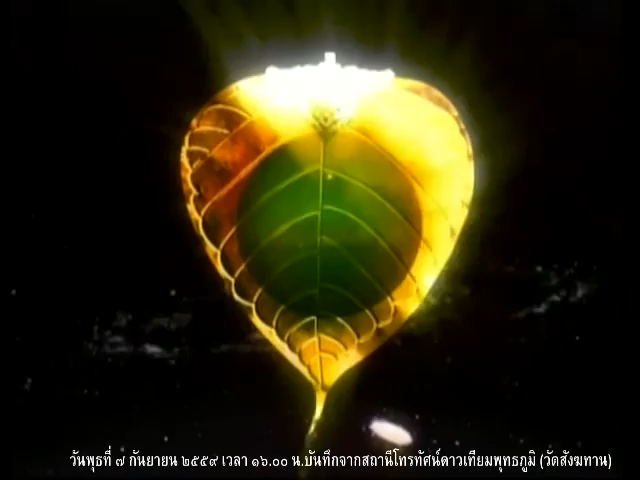 วันพุธที่ ๗ กันยายน ๒๕๕๙ เวลา ๑๖.๐๐ น.บันทึกจากสถานีโทรทัศน์ดาวเทียมพุทธภูมิ (วัดสังฆทาน)